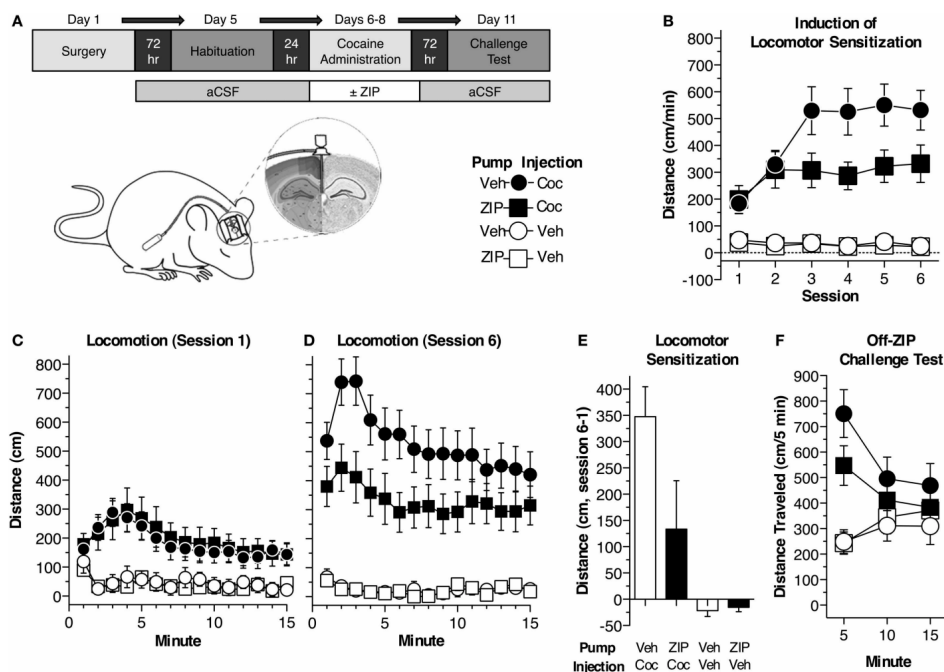 A
Day 1
Day 5
Days 6-8
Day 11
Surgery
72
hr
Habituation
24
hr
Cocaine
Administration
72
hr
Challenge
Test
aCSF
± ZIP
aCSF
Pump Injection
Veh Coc
ZIP Coc
Veh Veh
ZIP Veh
B
Induction of
Locomotor Sensitization
Distance (cm/min)
600
500
400
300
200
100
0
-100
1 2 3 4 5 6
Session
C
Locomotion (Session 1)
Distance (cm)
800
700
600
500
400
300
200
100
0
0 5 10 15
Minute
D
Locomotion (Session 6)
0 5 10 15
Minute
E
Locomotor
Sensitization
Distance (cm, session 6-1)
450
400
350
300
250
200
150
100
50
0
-50
Pump Veh ZIP Veh ZIP
Injection Coc Coc Veh Veh
F
Off-ZIP
Challenge Test
Distance Traveled (cm/5 min)
900
800
700
600
500
400
300
200
100
0
5 10 15
Minute